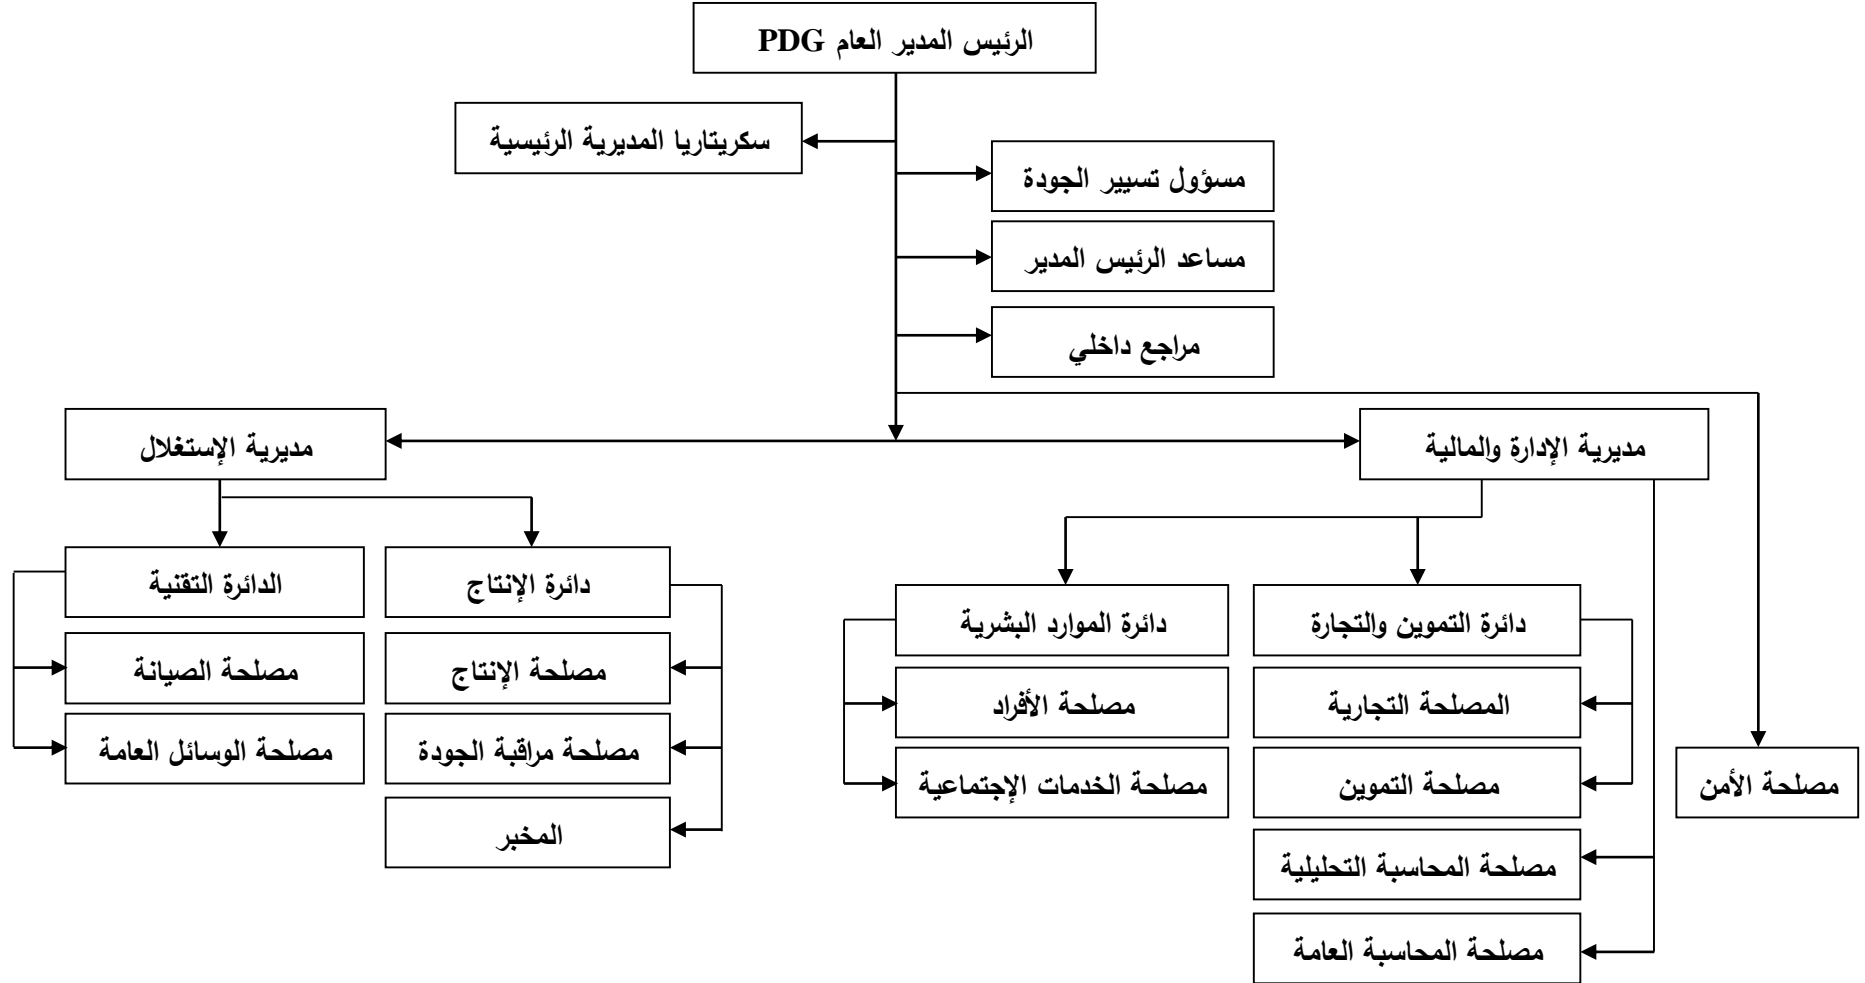 الرئيس المدير العام PDG
سكريتاريا المديرية الرئيسية
مسؤول تسيير الجودة
مساعد الرئيس المدير
مراجع داخلي
مديرية الإدارة والمالية
مديرية الإستغلال
دائرة التموين والتجارة
دائرة الموارد البشرية
دائرة الإنتاج
الدائرة التقنية
المصلحة التجارية
مصلحة الأفراد
مصلحة الإنتاج
مصلحة الصيانة
مصلحة الأمن
مصلحة التموين
مصلحة الخدمات الإجتماعية
مصلحة مراقبة الجودة
مصلحة الوسائل العامة
مصلحة المحاسبة التحليلية
المخبر
مصلحة المحاسبة العامة